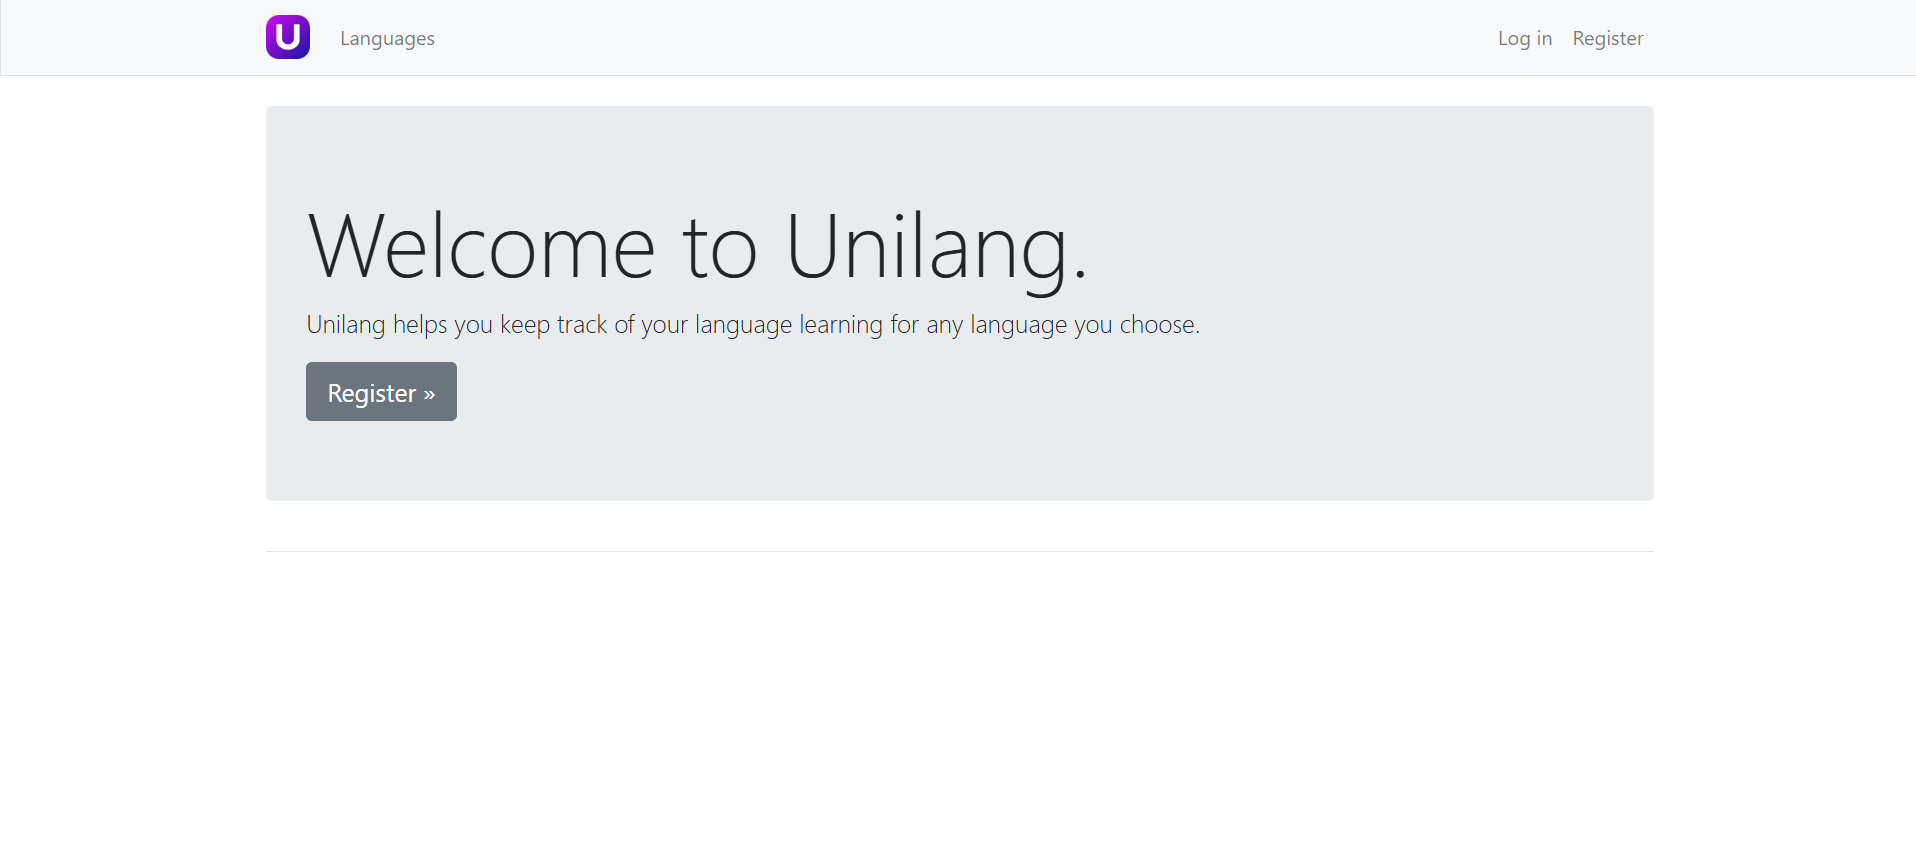 U Languages Log in Register
Welcome to Unilang.
Unilang helps you keep track of your language learning for any language you choose.
Register »